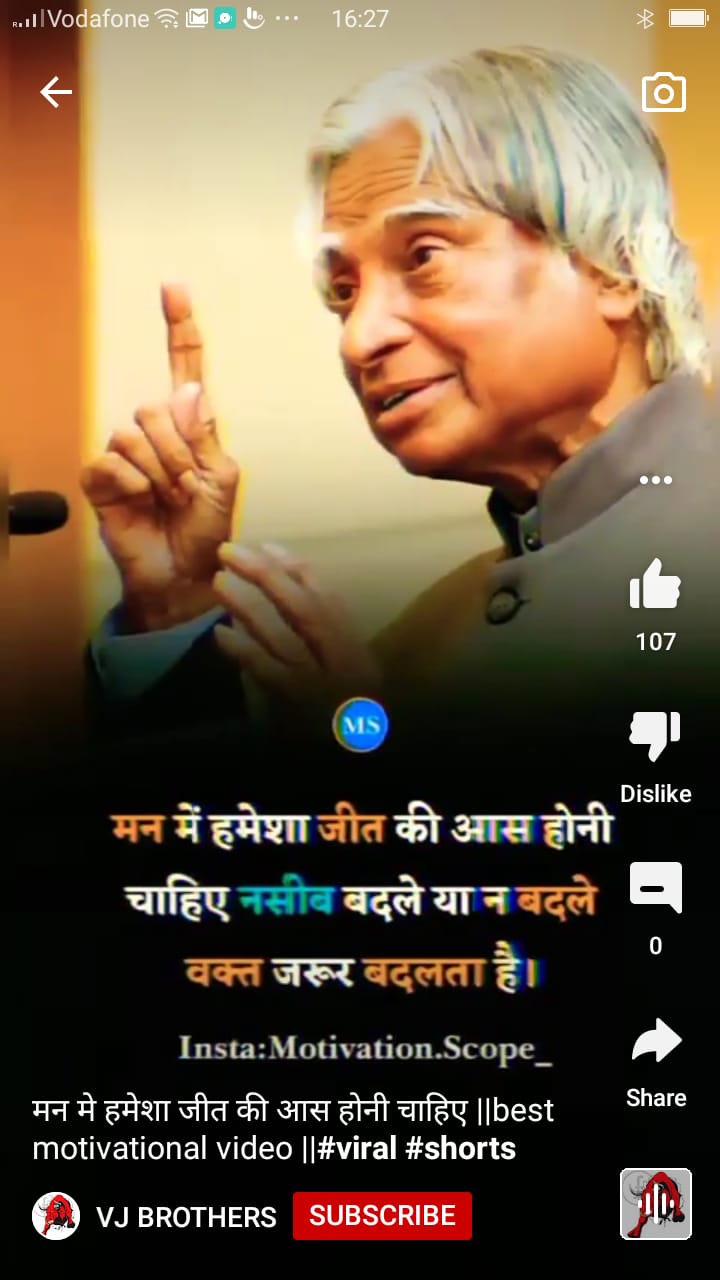 Vodafone 16:27
107
MS
Dislike
मन में हमेशा जीत की आस होनी
चाहिए नसीब बदले या न बदले
0
वक्त जरूर बदलता है।
Insta:Motivation.Scope_
Share
मन मे हमेशा जीत की आस होनी चाहिए ||best
motivational video ||#viral #shorts
VJ BROTHERS SUBSCRIBE